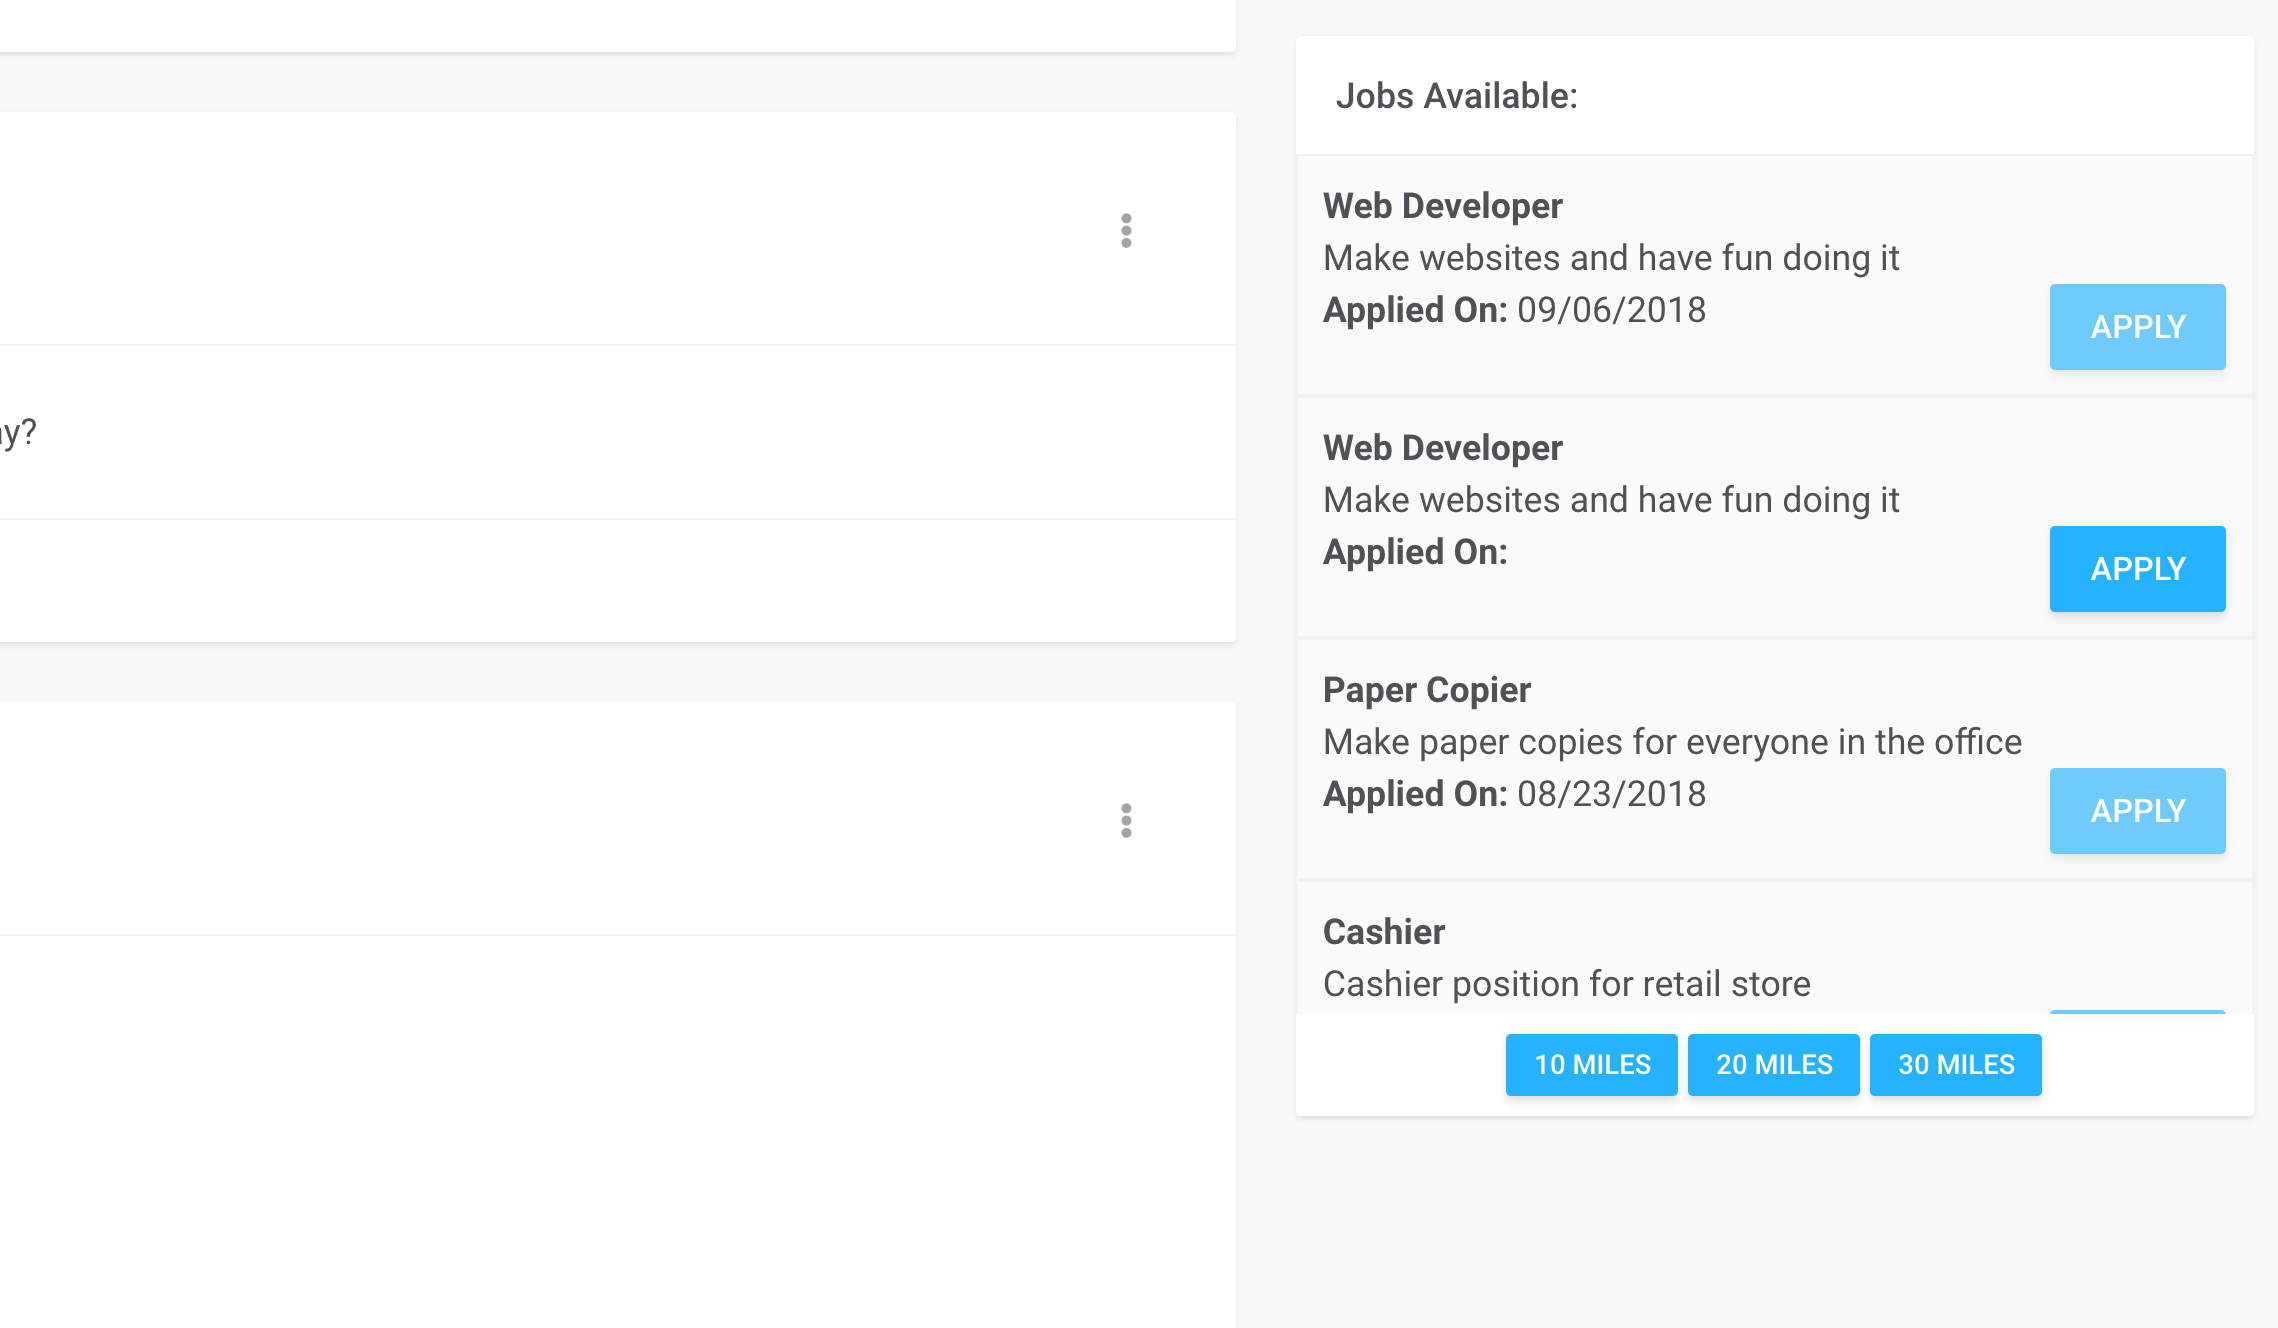 ay?
Jobs Available:
Web Developer
Make websites and have fun doing it
Applied On: 09/06/2018
APPLY
Web Developer
Make websites and have fun doing it
Applied On:
APPLY
Paper Copier
Make paper copies for everyone in the office
Applied On: 08/23/2018
APPLY
Cashier
Cashier position for retail store
10 MILES 20 MILES 30 MILES